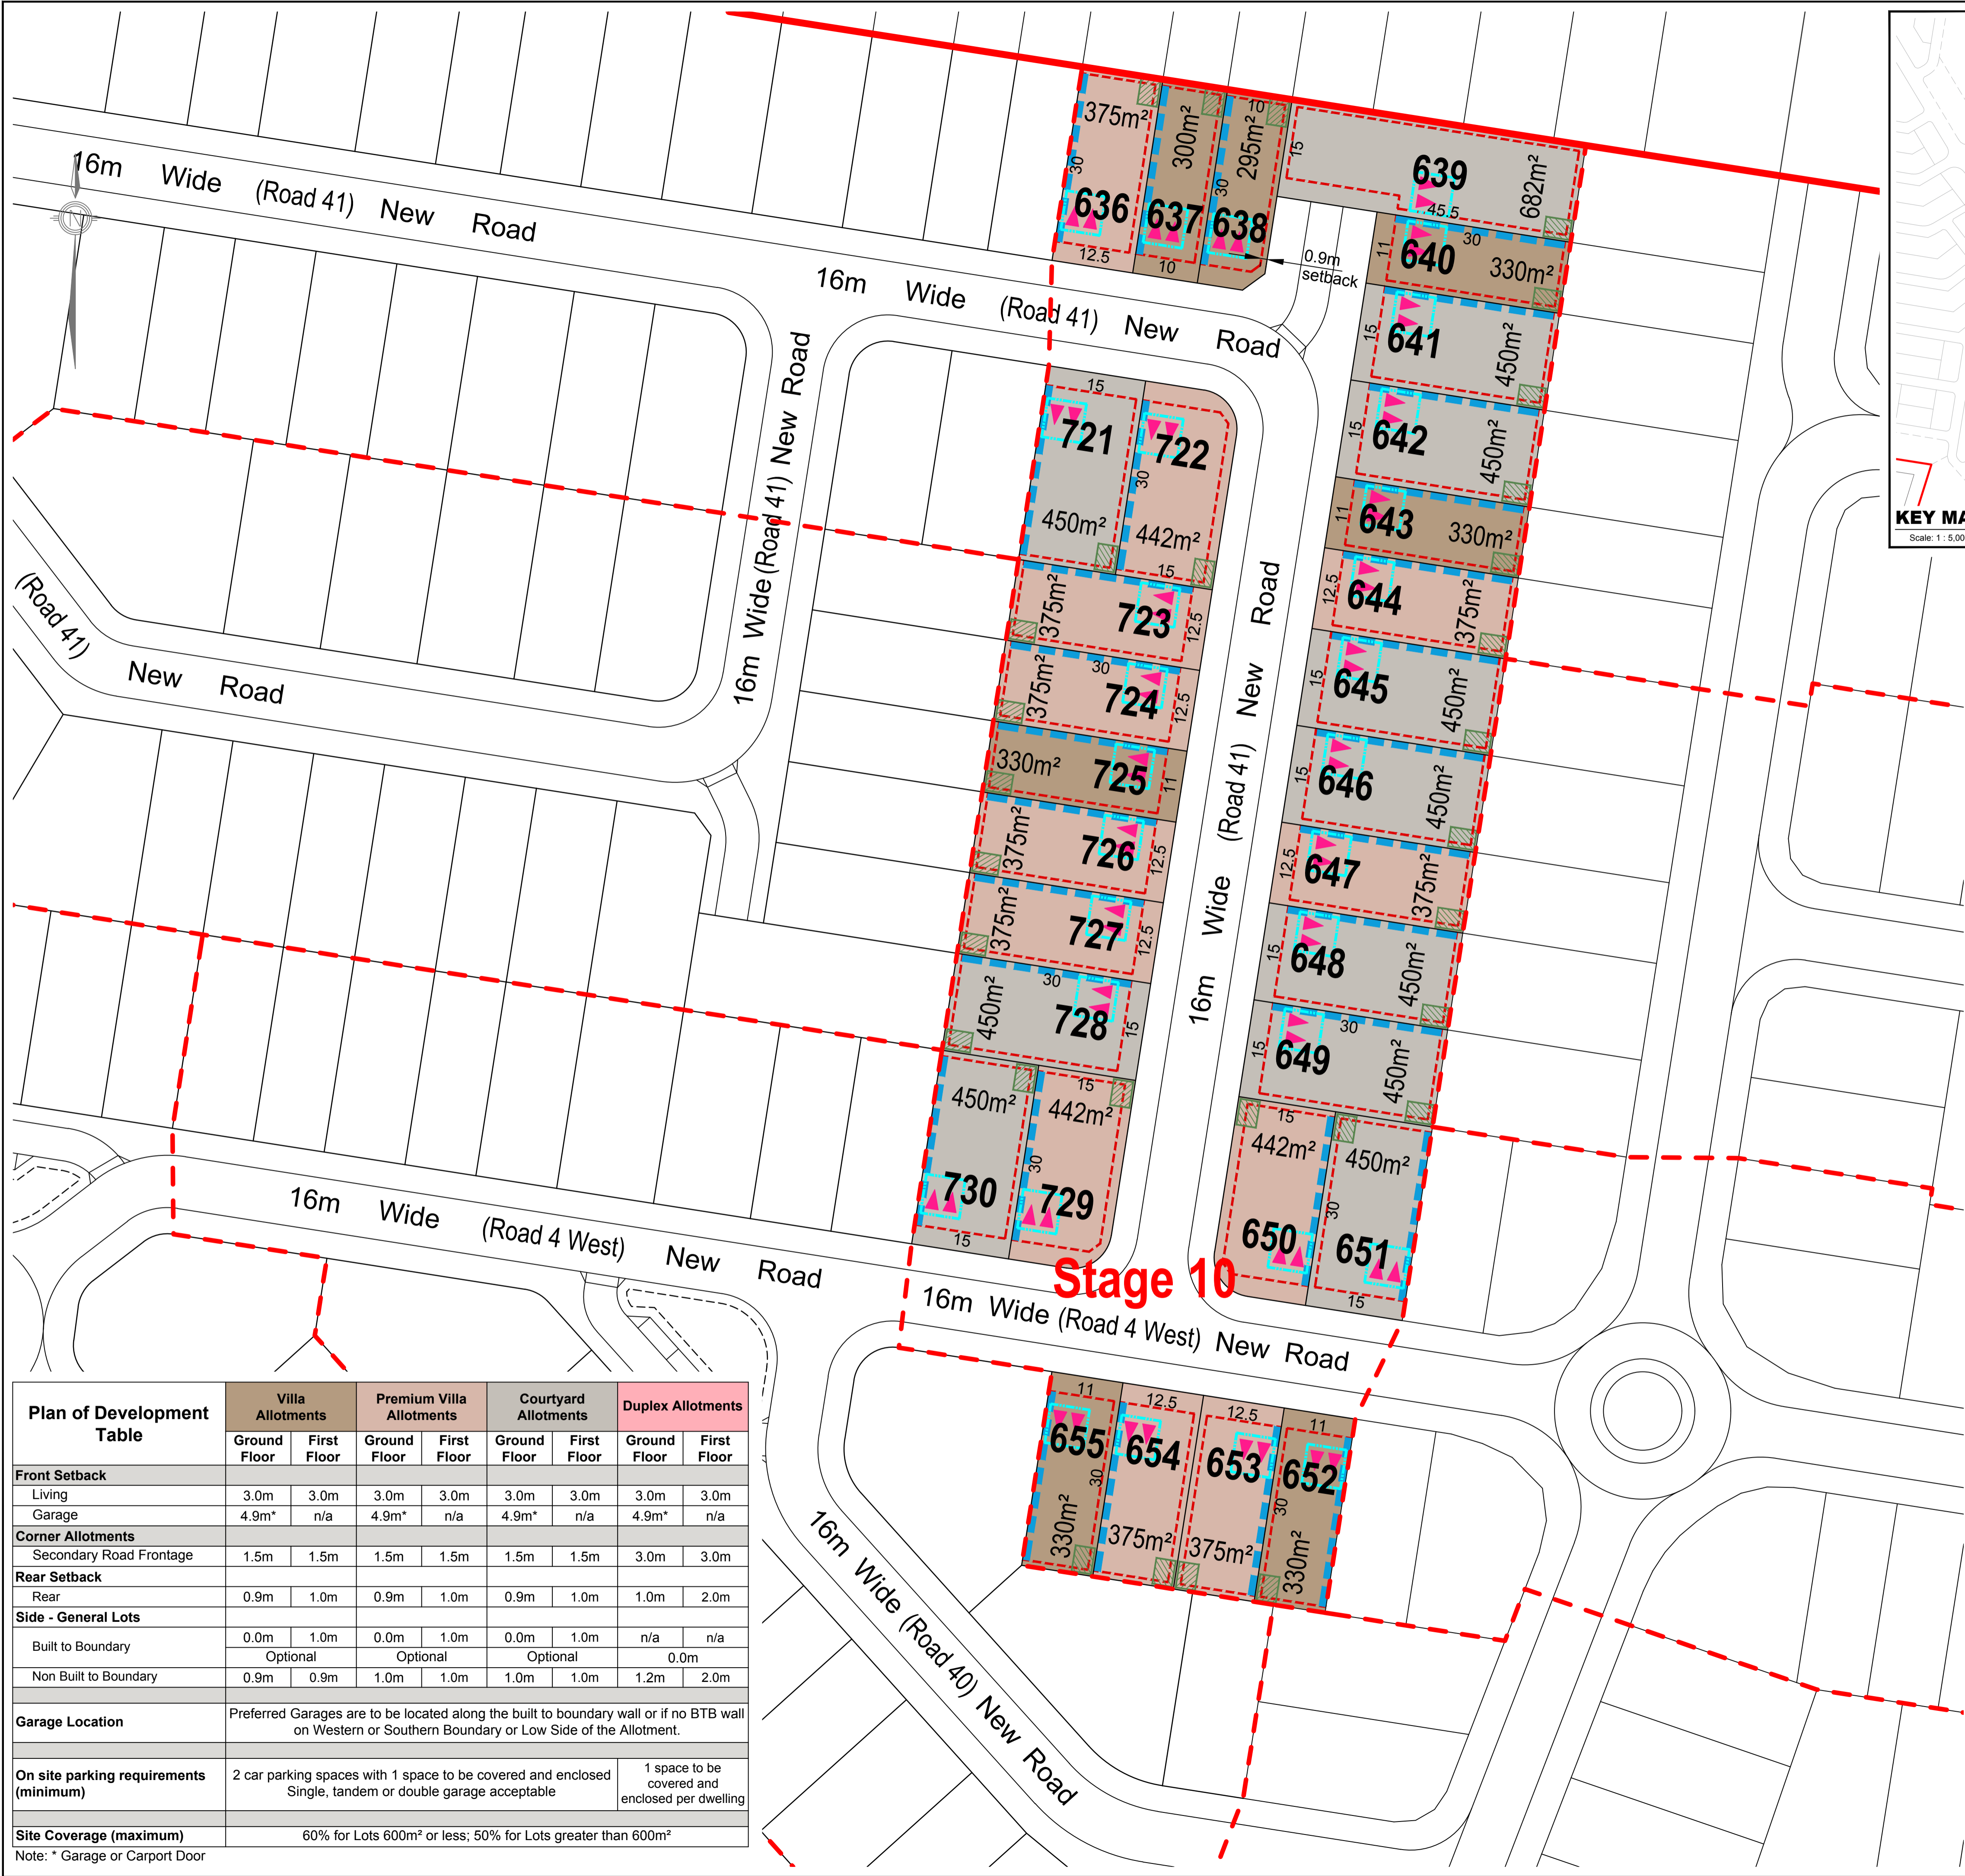 16m Wide (Road 41) New Road
16m Wide (Road 41) New Road
16m Wide (Road 41) New Road
(Road 41)
New Road
N
375m²
30
636
12.5
300m²
637
10
10
295m²
30
638
0.9m
setback
15
639
682m²
45.5
11
640
30
330m²
15
641
450m²
15
642
450m²
11
643
330m²
12.5
644
375m²
15
645
450m²
15
646
450m²
12.5
647
375m²
15
648
450m²
15
649
30
450m²
15
442m²
650
450m²
30
651
15
15
721
450m²
722
30
442m²
15
375m²
723
12.5
375m²
30
724
12.5
330m²
725
11
375m²
726
12.5
375m²
727
12.5
450m²
30
728
15
450m²
730
15
15
442m²
30
729
16m Wide (Road 41) New Road
Stage 10
16m Wide (Road 4 West) New Road
16m Wide (Road 4 West) New Road
11
655
30
330m²
12.5
654
375m²
12.5
653
375m²
11
652
30
330m²
16m Wide (Road 40) New Road
KEY MA
Scale: 1 : 5,00
Plan of Development Table
Villa Allotments
Premium Villa Allotments
Courtyard Allotments
Duplex Allotments
Ground Floor First Floor Ground Floor First Floor Ground Floor First Floor Ground Floor First Floor
Front Setback
Living 3.0m 3.0m 3.0m 3.0m 3.0m 3.0m 3.0m 3.0m
Garage 4.9m* n/a 4.9m* n/a 4.9m* n/a 4.9m* n/a
Corner Allotments
Secondary Road Frontage 1.5m 1.5m 1.5m 1.5m 1.5m 1.5m 3.0m 3.0m
Rear Setback
Rear 0.9m 1.0m 0.9m 1.0m 0.9m 1.0m 1.0m 2.0m
Side - General Lots
Built to Boundary 0.0m 1.0m 0.0m 1.0m 0.0m 1.0m n/a n/a
Optional Optional Optional 0.0m
Non Built to Boundary 0.9m 0.9m 1.0m 1.0m 1.0m 1.0m 1.2m 2.0m
Garage Location
Preferred Garages are to be located along the built to boundary wall or if no BTB wall
on Western or Southern Boundary or Low Side of the Allotment.
On site parking requirements
(minimum)
2 car parking spaces with 1 space to be covered and enclosed
Single, tandem or double garage acceptable
1 space to be
covered and
enclosed per dwelling
Site Coverage (maximum) 60% for Lots 600m² or less; 50% for Lots greater than 600m²
Note: * Garage or Carport Door